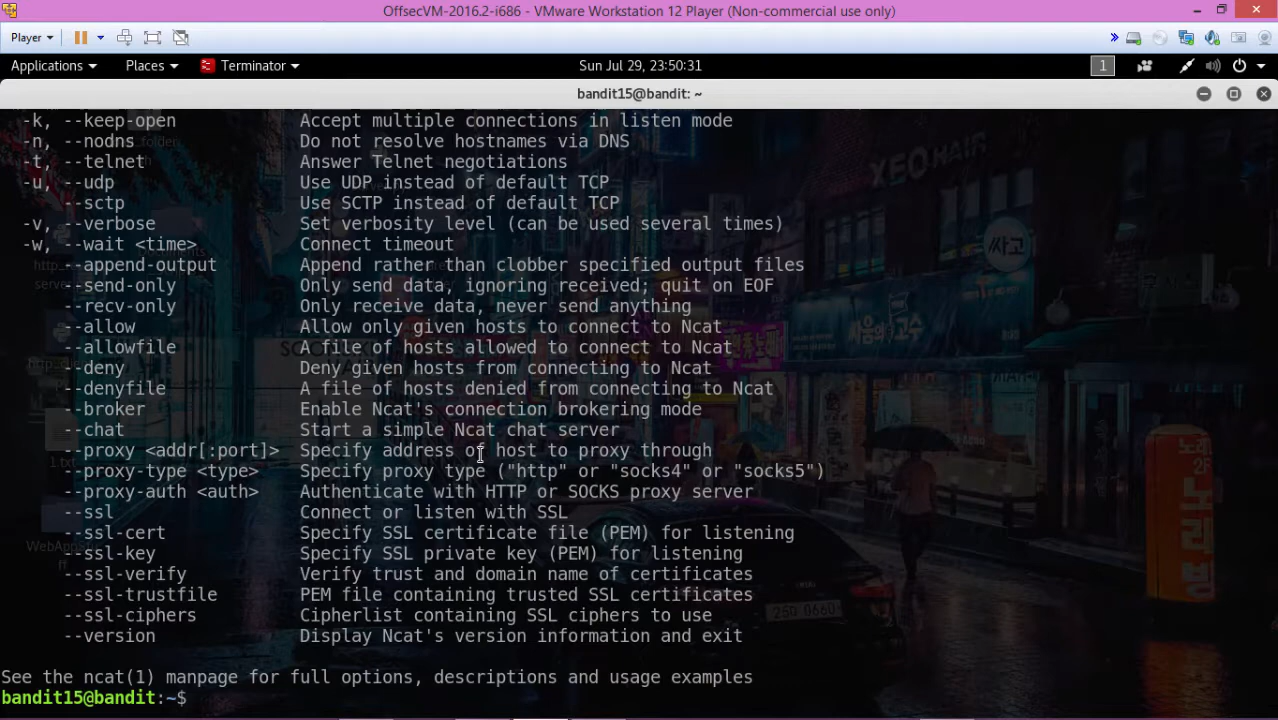 OffsecVM-2016.2-i686 - VMware Workstation 12 Player (Non-commercial use only)
Player
Applications Places Terminator Sun Jul 29, 23:50:31 1
bandit15@bandit: ~
-k, --keep-open Accept multiple connections in listen mode
-n, --nodns Do not resolve hostnames via DNS
-t, --telnet Answer Telnet negotiations
-u, --udp Use UDP instead of default TCP
--sctp Use SCTP instead of default TCP
-v, --verbose Set verbosity level (can be used several times)
-w, --wait <time> Connect timeout
--append-output Append rather than clobber specified output files
--send-only Only send data, ignoring received; quit on EOF
--recv-only Only receive data, never send anything
--allow Allow only given hosts to connect to Ncat
--allowfile A file of hosts allowed to connect to Ncat
--deny Deny given hosts from connecting to Ncat
--denyfile A file of hosts denied from connecting to Ncat
--broker Enable Ncat's connection brokering mode
--chat Start a simple Ncat chat server
--proxy <addr[:port]> Specify address of host to proxy through
--proxy-type <type> Specify proxy type ("http" or "socks4" or "socks5")
--proxy-auth <auth> Authenticate with HTTP or SOCKS proxy server
--ssl Connect or listen with SSL
--ssl-cert Specify SSL certificate file (PEM) for listening
--ssl-key Specify SSL private key (PEM) for listening
--ssl-verify Verify trust and domain name of certificates
--ssl-trustfile PEM file containing trusted SSL certificates
--ssl-ciphers Cipherlist containing SSL ciphers to use
--version Display Ncat's version information and exit
See the ncat(1) manpage for full options, descriptions and usage examples
bandit15@bandit:~$
XEO HAIR
싸고
1.txt